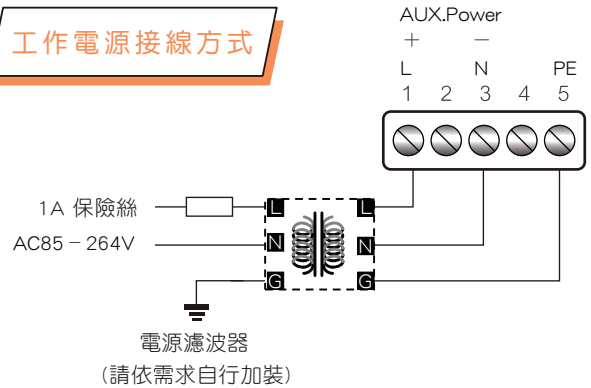 工作電源接線方式
AUX.Power
+ −
L N PE
1 2 3 4 5
1A 保險絲
L L
AC85－264V
N N
G G
電源濾波器
(請依需求自行加裝)